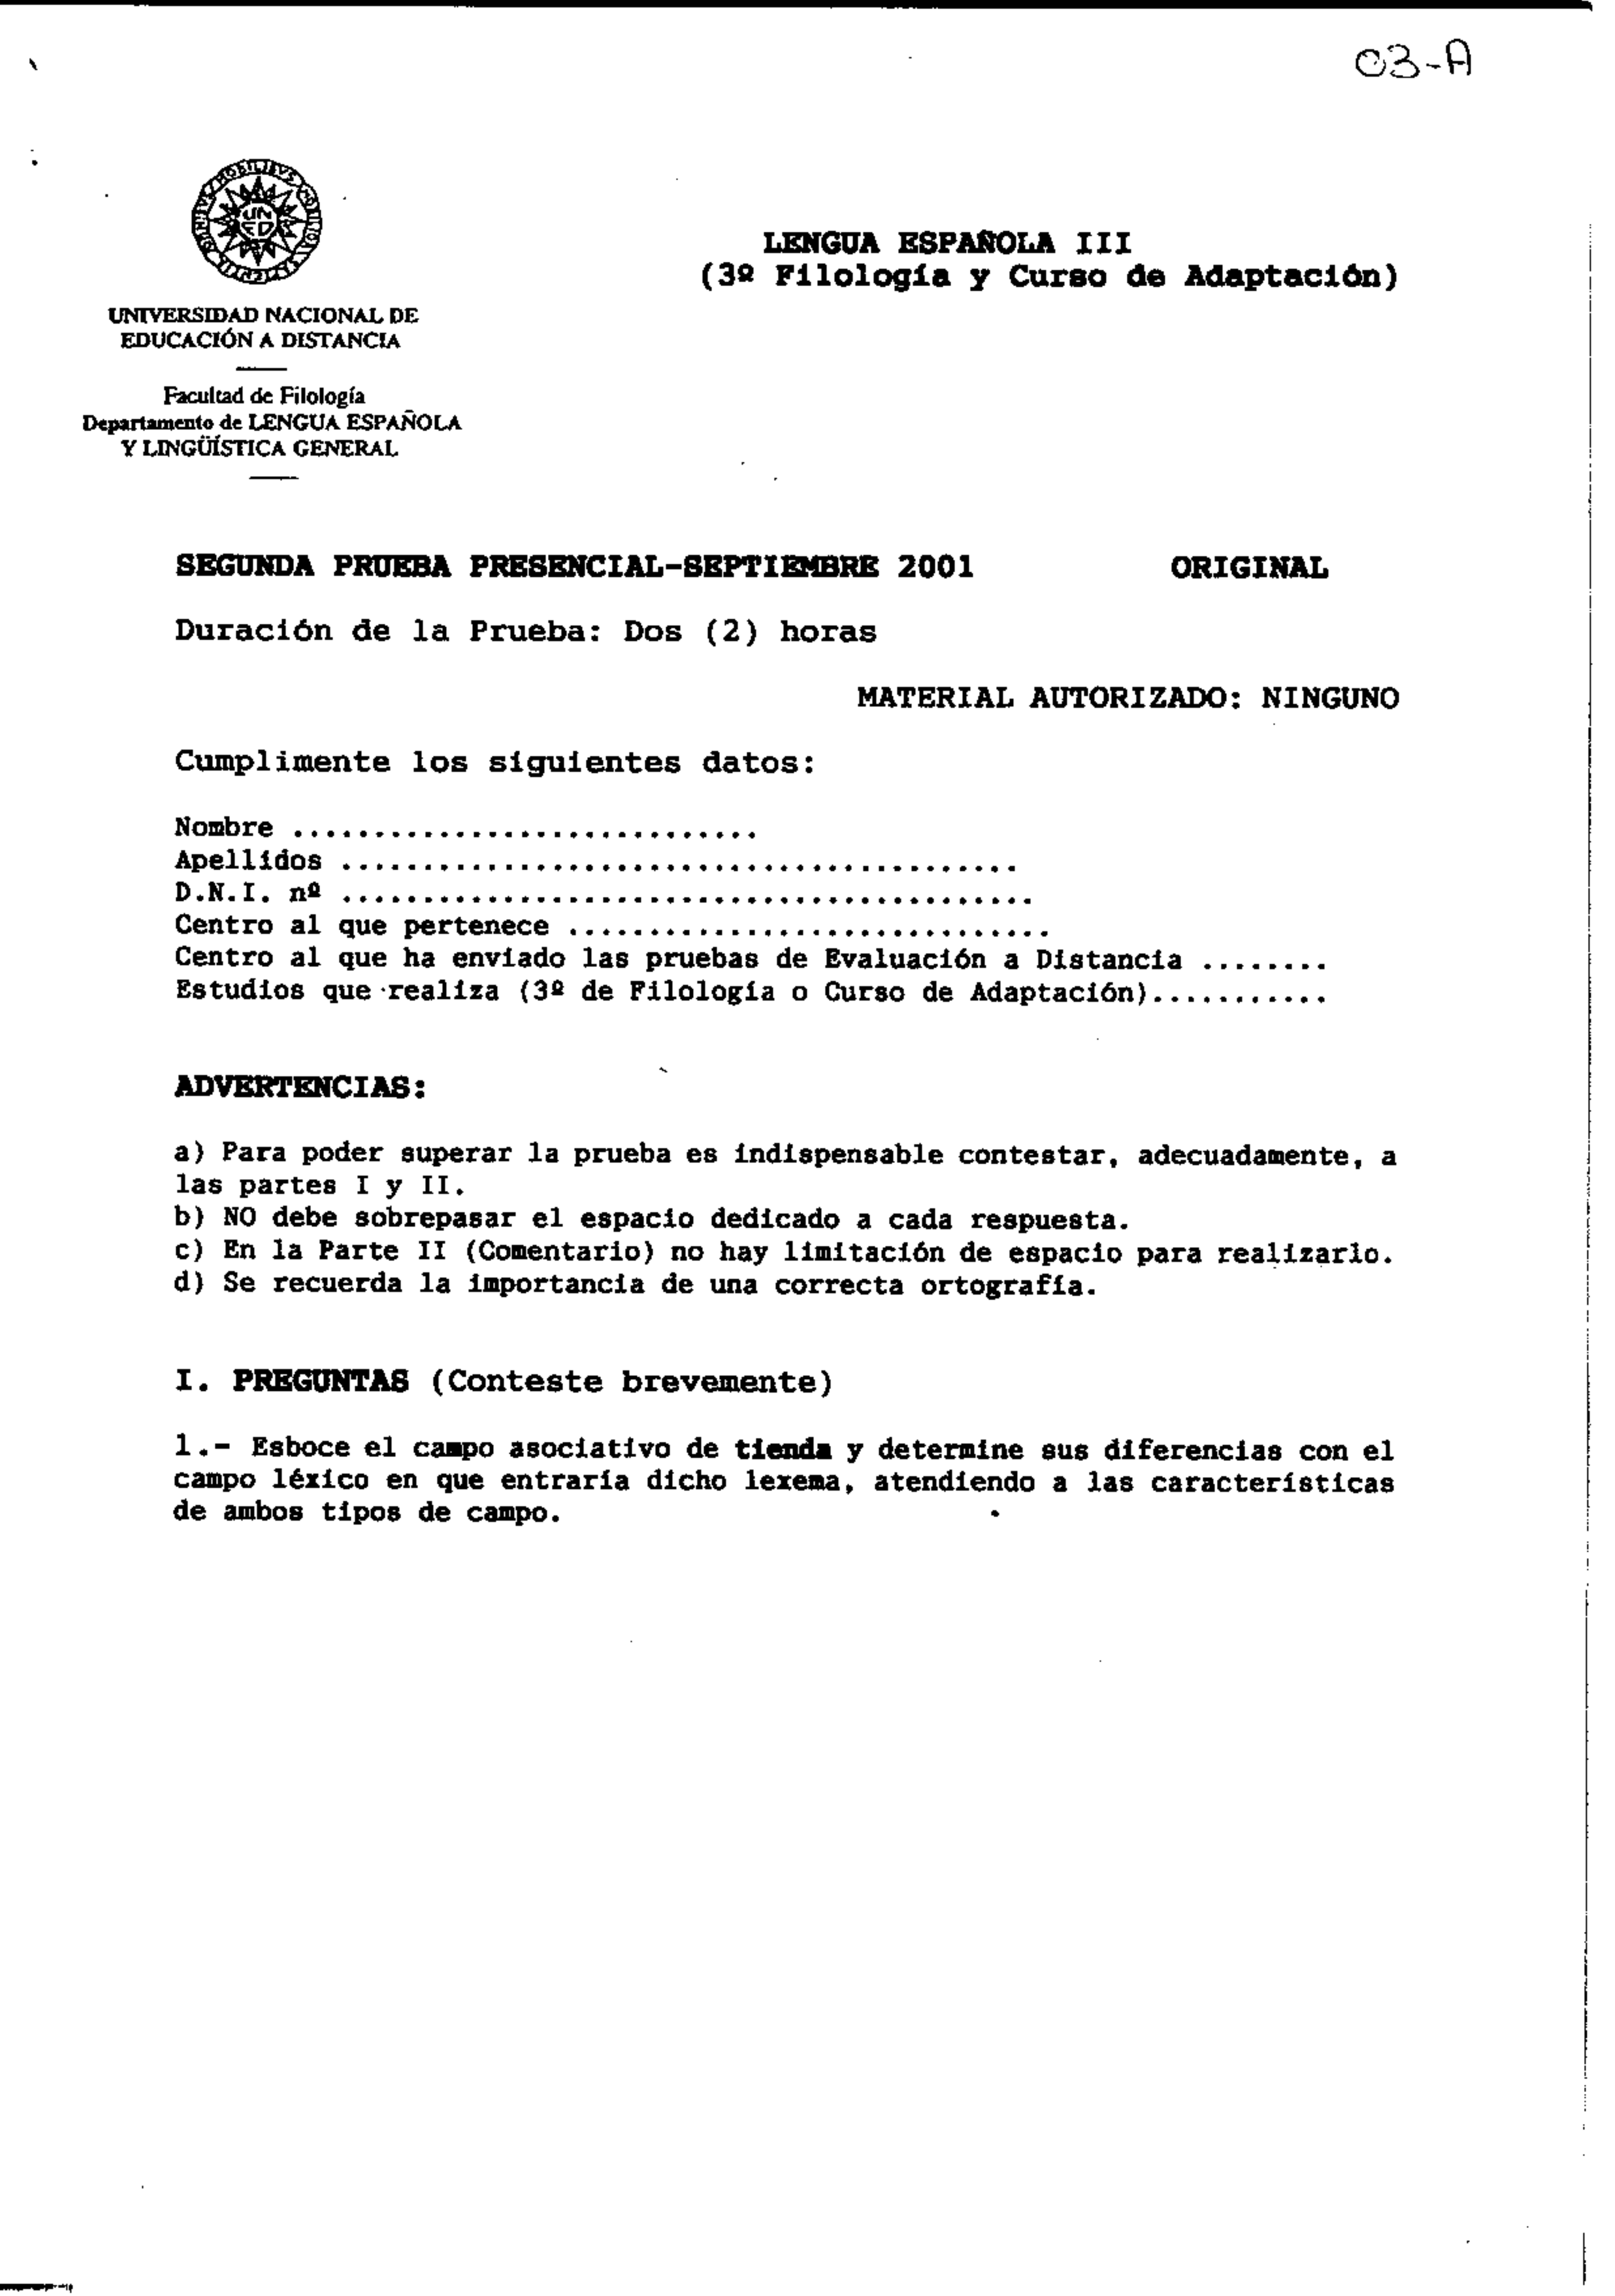 03-A
UN
ED
LENGUA ESPAÑOLA III
(3º Filología y Curso de Adaptación)
UNIVERSIDAD NACIONAL DE
EDUCACIÓN A DISTANCIA
Facultad de Filología
Departamento de LENGUA ESPAÑOLA
Y LINGÜÍSTICA GENERAL
SEGUNDA PRUEBA PRESENCIAL-SEPTIEMBRE 2001 ORIGINAL
Duración de la Prueba: Dos (2) horas
MATERIAL AUTORIZADO: NINGUNO
Cumplimente los siguientes datos:
Nombre .............................
Apellidos ..........................................
D.N.I. nº ...........................................
Centro al que pertenece ..............................
Centro al que ha enviado las pruebas de Evaluación a Distancia ........
Estudios que realiza (3º de Filología o Curso de Adaptación)...........
ADVERTENCIAS:
a) Para poder superar la prueba es indispensable contestar, adecuadamente, a
las partes I y II.
b) NO debe sobrepasar el espacio dedicado a cada respuesta.
c) En la Parte II (Comentario) no hay limitación de espacio para realizarlo.
d) Se recuerda la importancia de una correcta ortografía.
I. PREGUNTAS (Conteste brevemente)
1.- Esboce el campo asociativo de tienda y determine sus diferencias con el
campo léxico en que entraría dicho lexema, atendiendo a las características
de ambos tipos de campo.